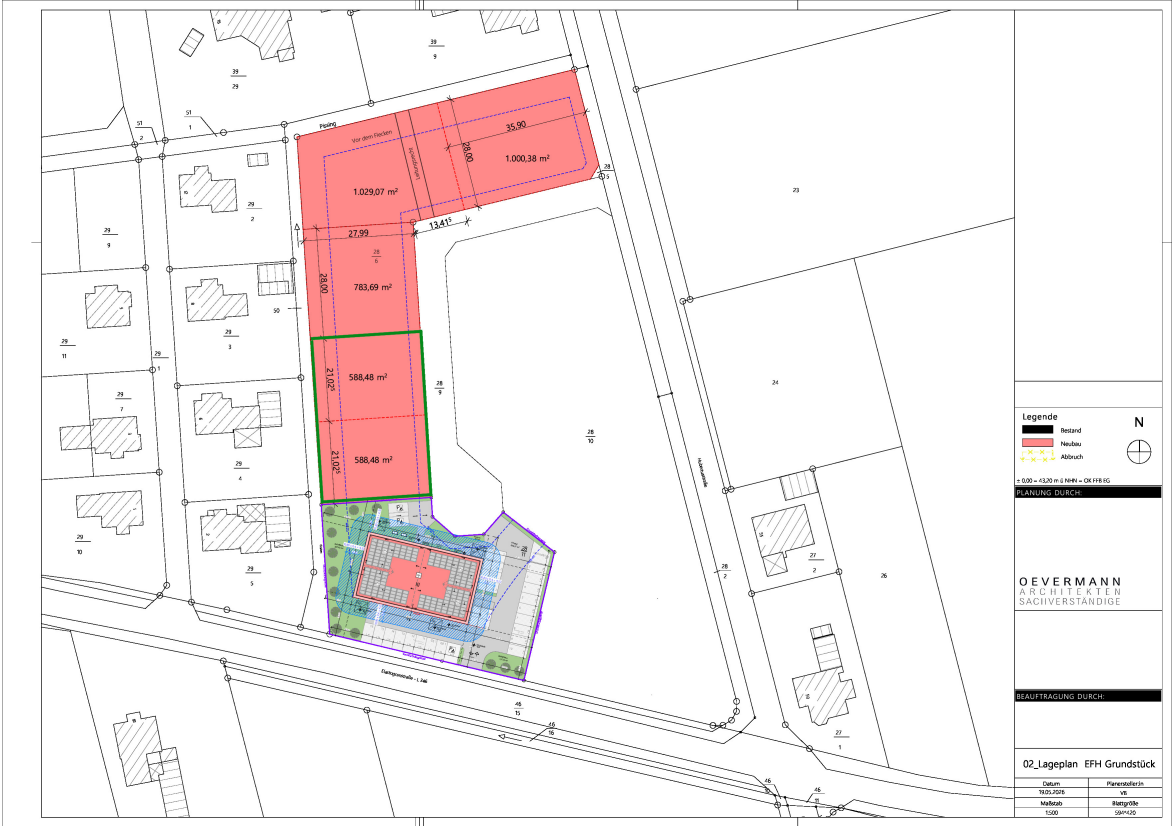 39
9
39
29
51
1
51
2
Pissing
Vor dem Flecken
35,90
28,00
1.000,38 m²
1.029,07 m²
28
5
23
29
2
29
9
13,41⁵
27,99
28
6
28,00
783,69 m²
50
29
3
29
11
29
1
588,48 m²
21,02⁵
28
9
24
29
7
28
10
588,48 m²
21,02⁵
29
4
29
10
29
5
28
11
28
2
27
2
26
46
15
46
16
27
1
46
46
11
Legende
Bestand
Neubau
Abbruch
N
± 0,00 = 43,20 m ü NHN = OK FFB EG
PLANUNG DURCH:
OEVERMANN
ARCHITEKTEN
SACHVERSTÄNDIGE
BEAUFTRAGUNG DURCH:
02_Lageplan EFH Grundstück
Datum
Planersteller:in
19.05.2026
VB
Maßstab
Blattgröße
1:500
594*420